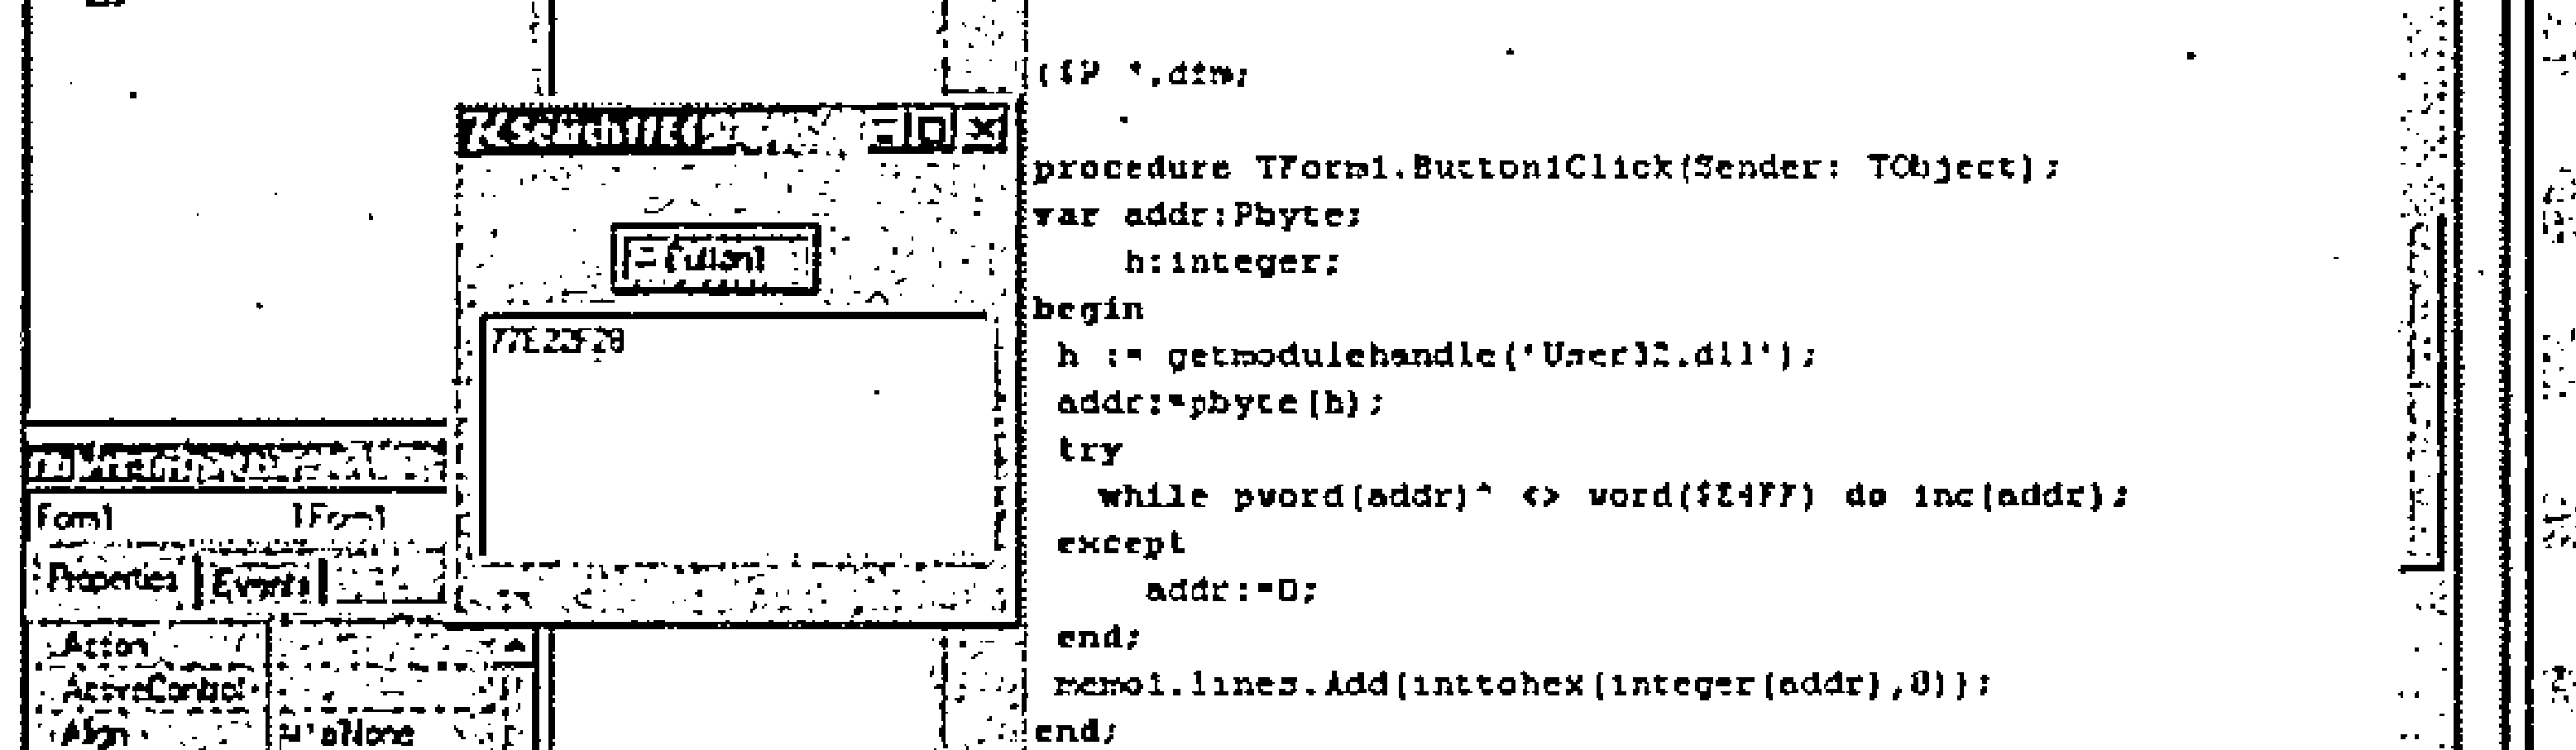 {$R *.dfm}
procedure TForm1.Button1Click(Sender: TObject);
var addr:Pbyte;
h:integer;
begin
h := getmodulehandle('User32.dll');
addr:=pbyte(h);
try
while pword(addr)^ <> word($E4FF) do inc(addr);
except
addr:=0;
end;
memo1.lines.Add(inttohex(integer(addr),8));
end;
Button1
Form1 TForm1
Properties Events
Action
ActiveControl
Align alNone